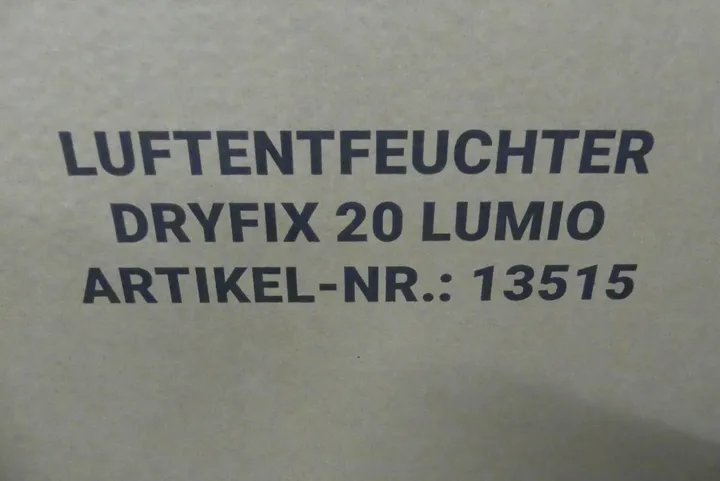 LUFTENTFEUCHTER
DRYFIX 20 LUMIO
ARTIKEL-NR.: 13515